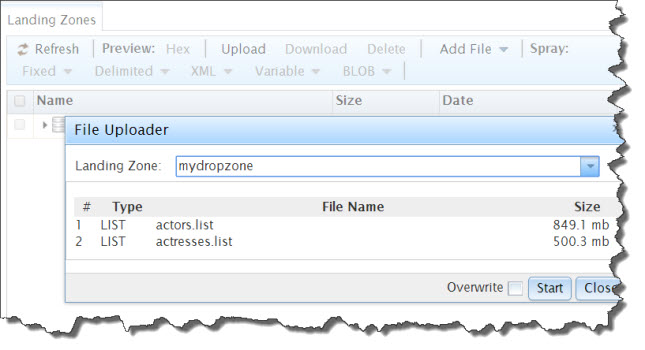 Landing Zones
Refresh Preview: Hex Upload Download Delete Add File Spray:
Fixed Delimited XML Variable BLOB
Name Size Date
File Uploader
Landing Zone: mydropzone
# Type File Name Size
1 LIST actors.list 849.1 mb
2 LIST actresses.list 500.3 mb
Overwrite Start Close